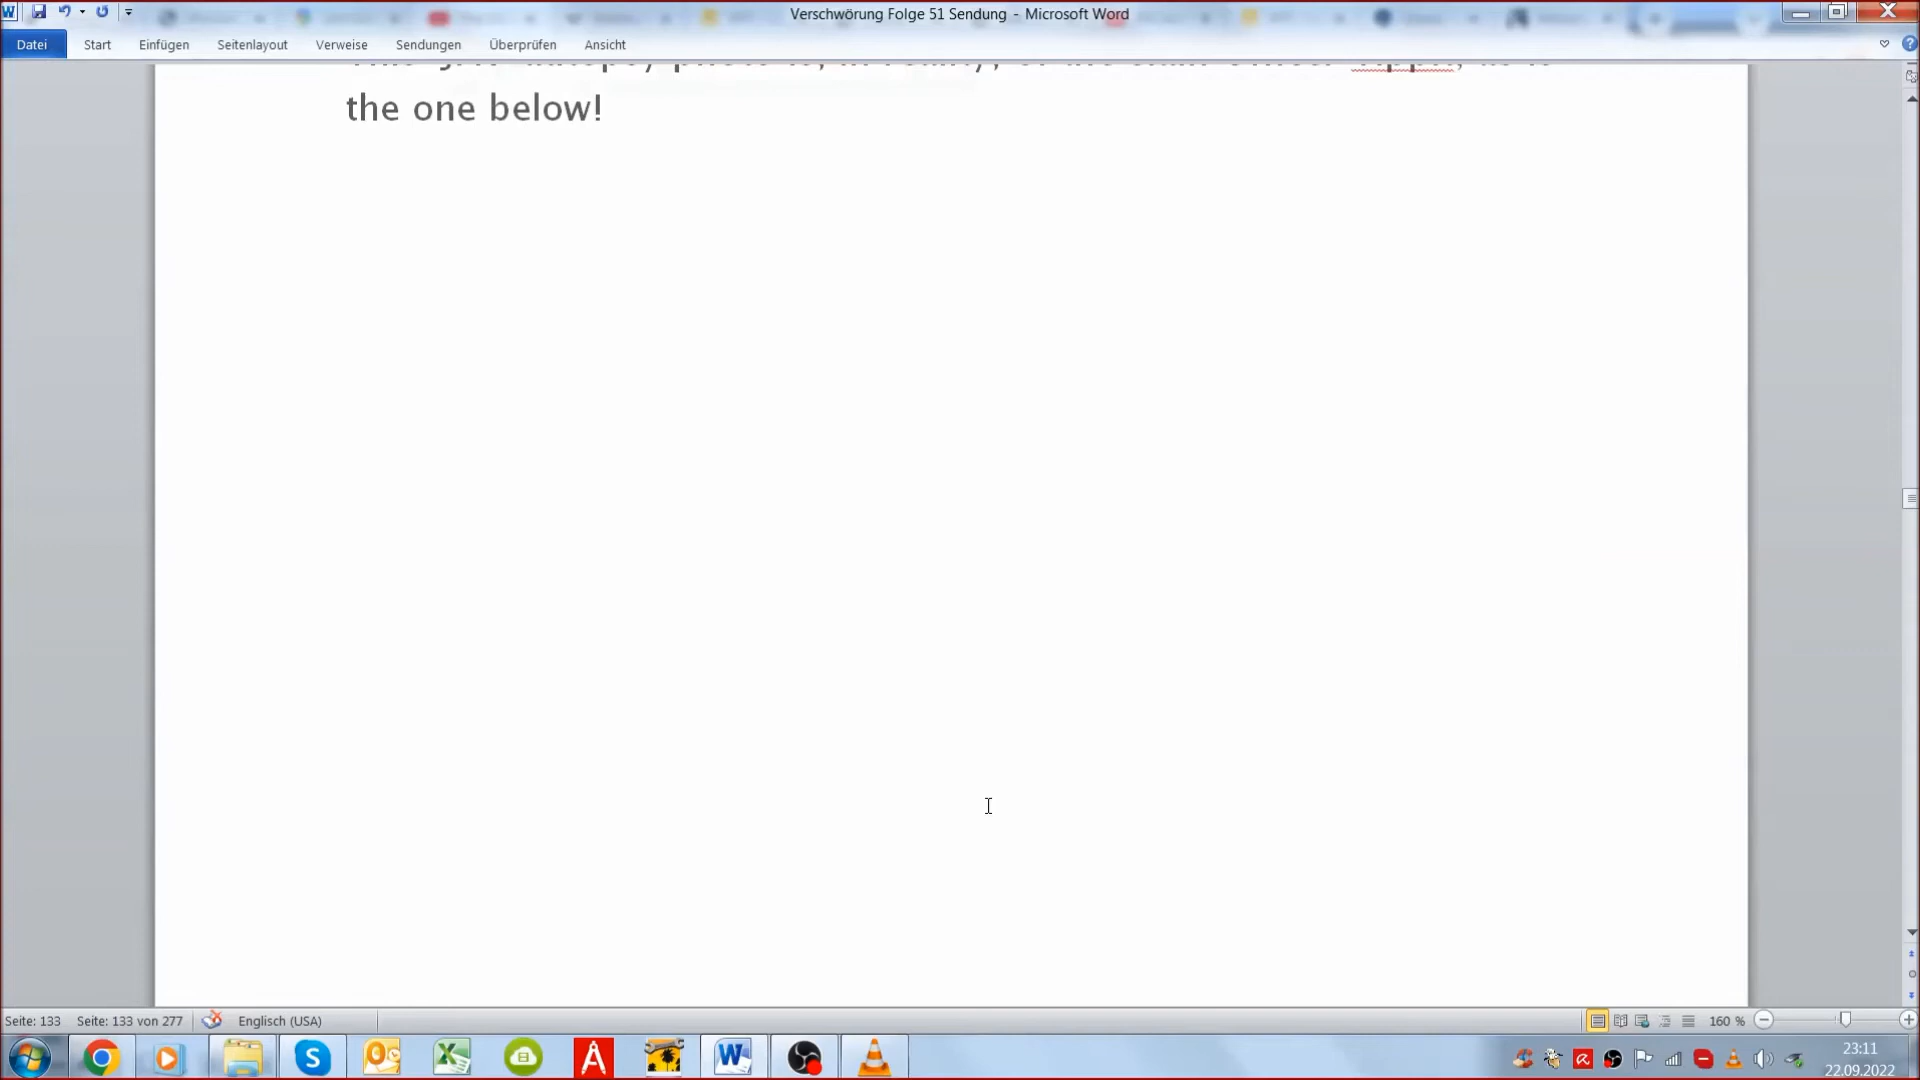 Verschwörung Folge 51 Sendung - Microsoft Word
Datei Start Einfügen Seitenlayout Verweise Sendungen Überprüfen Ansicht
the one below!
Seite: 133 Seite: 133 von 277 Englisch (USA) 160 %
23:11
22.09.2022